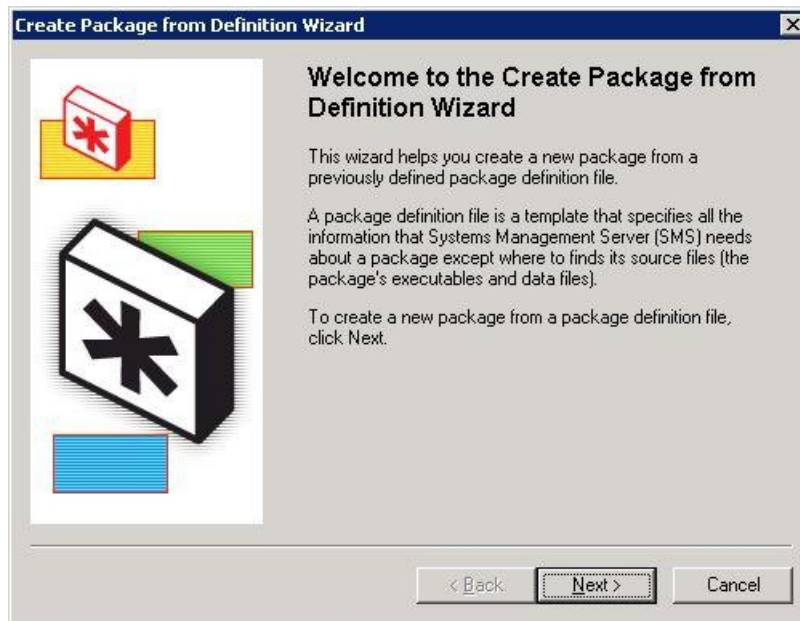 Create Package from Definition Wizard
Welcome to the Create Package from
Definition Wizard
This wizard helps you create a new package from a
previously defined package definition file.
A package definition file is a template that specifies all the
information that Systems Management Server (SMS) needs
about a package except where to finds its source files (the
package's executables and data files).
To create a new package from a package definition file,
click Next.
< Back
Next >
Cancel